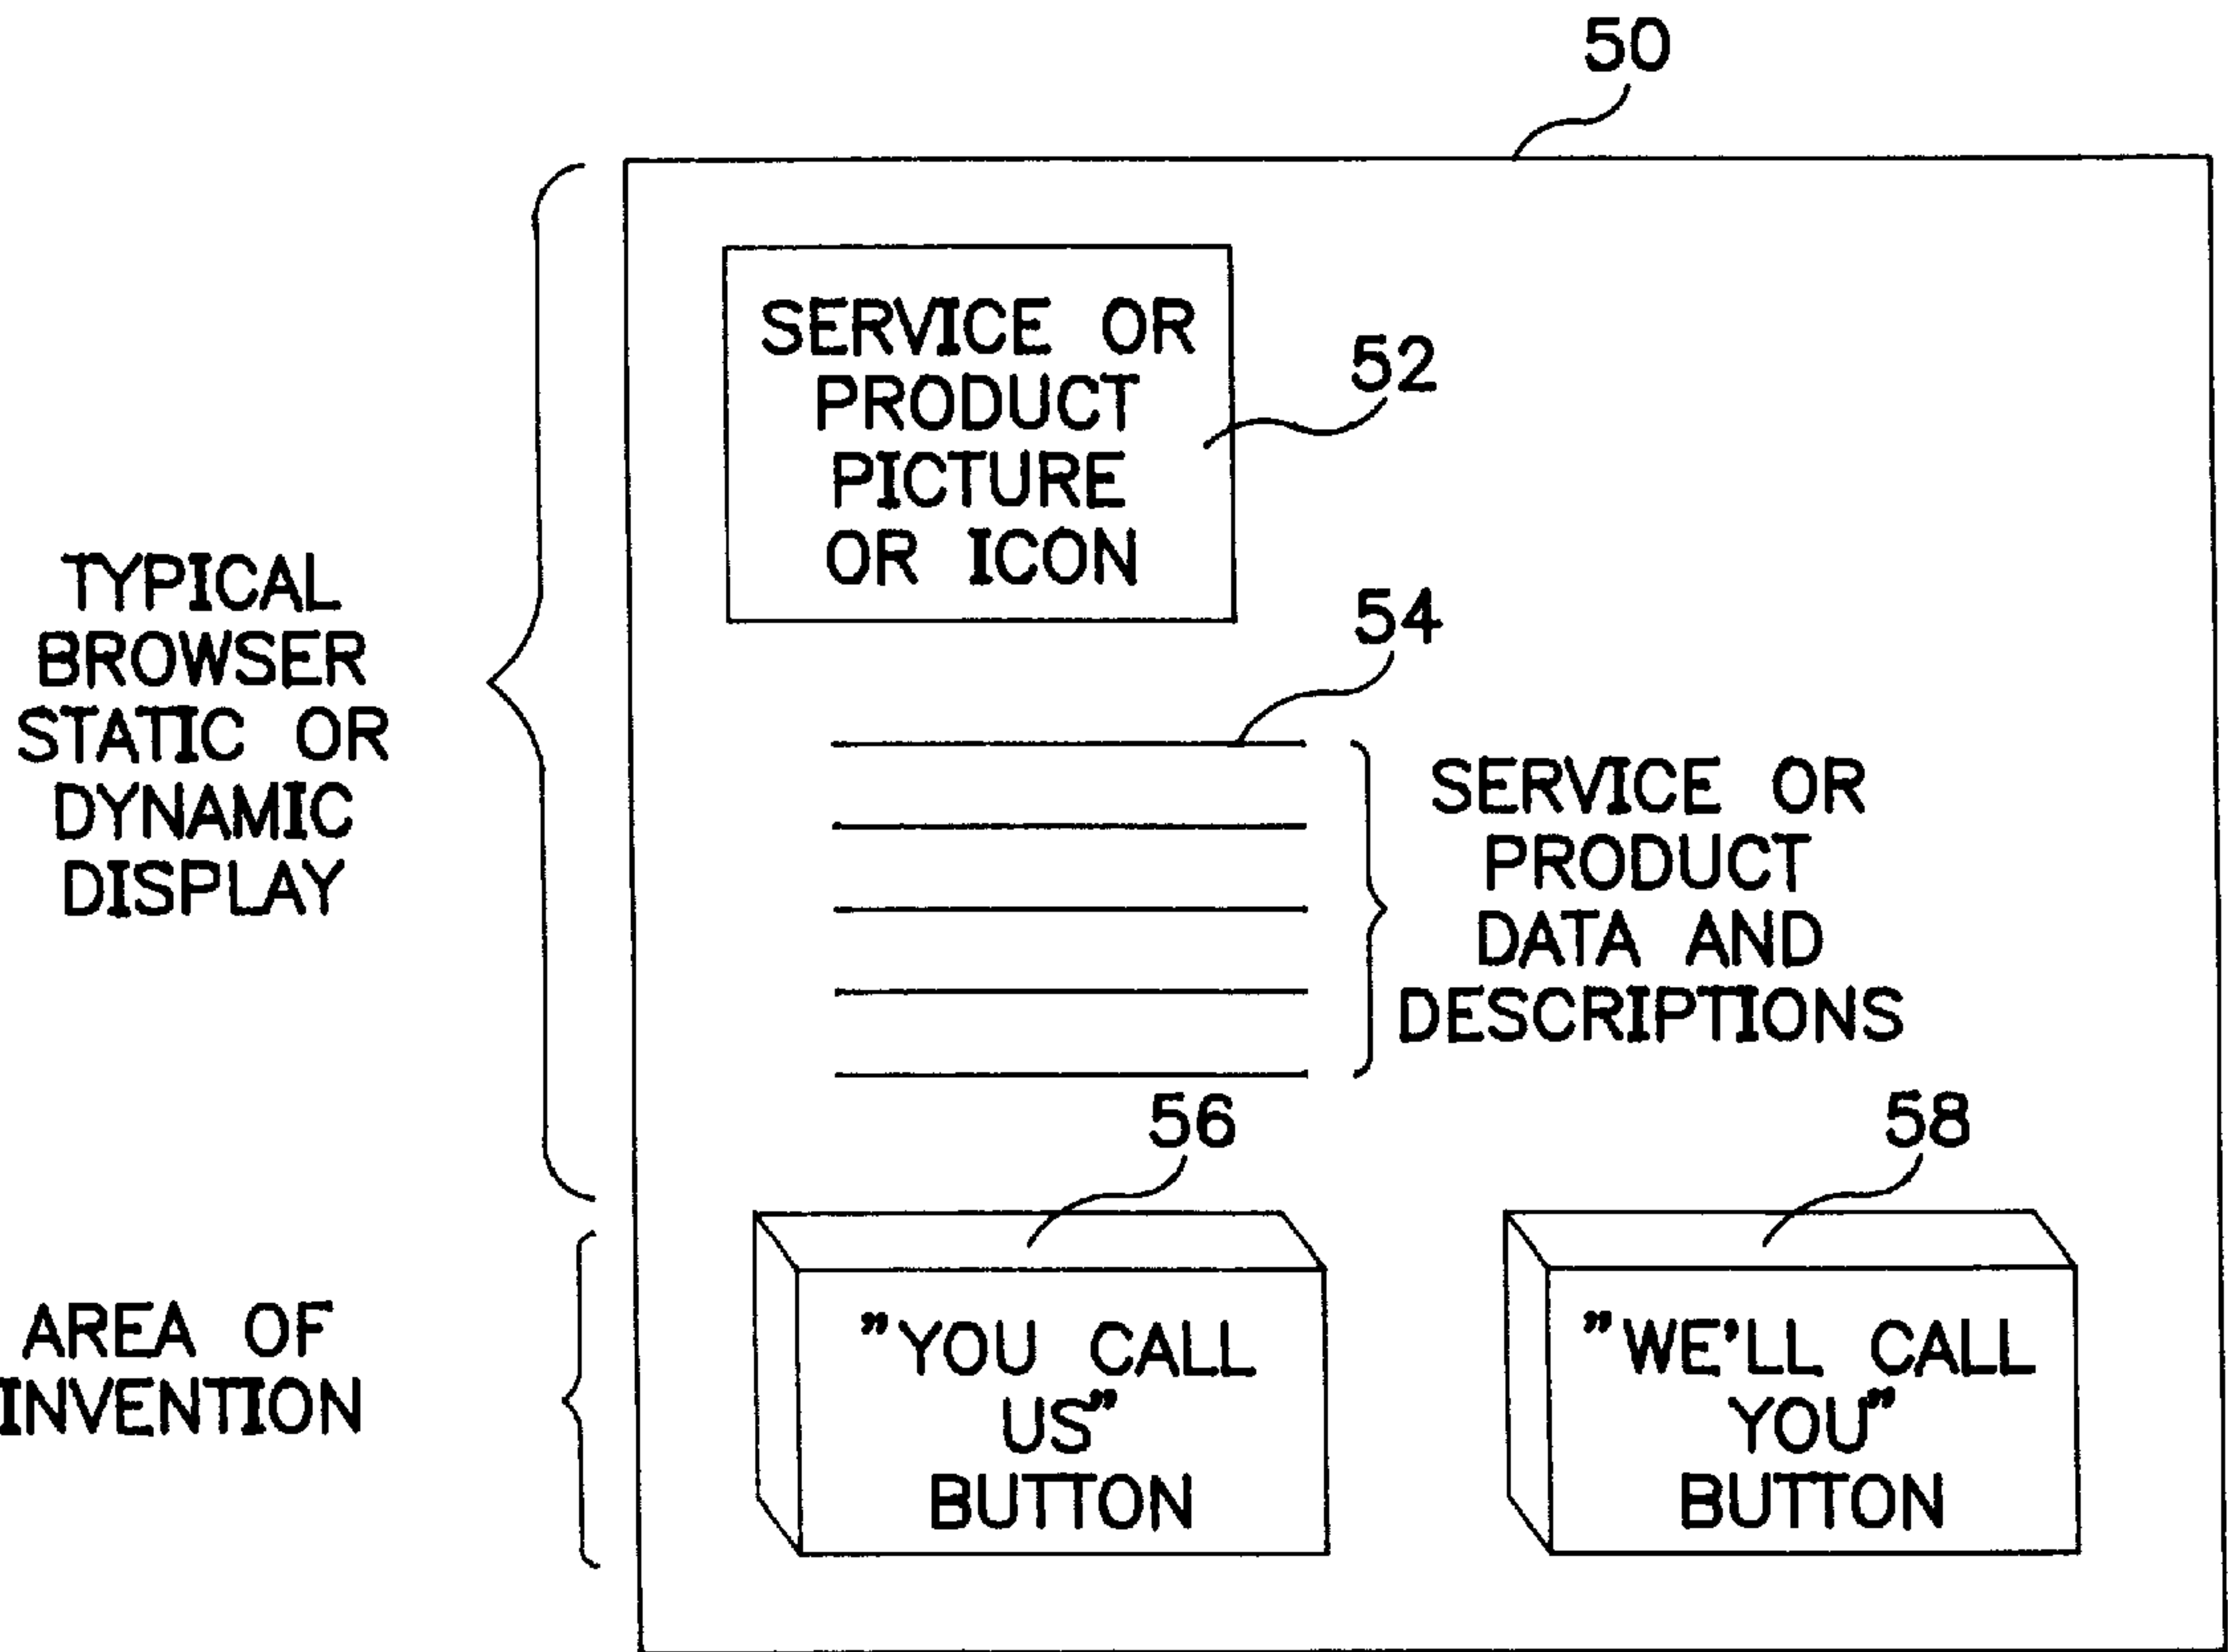 50
SERVICE OR
PRODUCT
PICTURE
OR ICON
52
TYPICAL
BROWSER
STATIC OR
DYNAMIC
DISPLAY
54
SERVICE OR
PRODUCT
DATA AND
DESCRIPTIONS
56
58
AREA OF
INVENTION
"YOU CALL
US"
BUTTON
"WE'LL CALL
YOU"
BUTTON